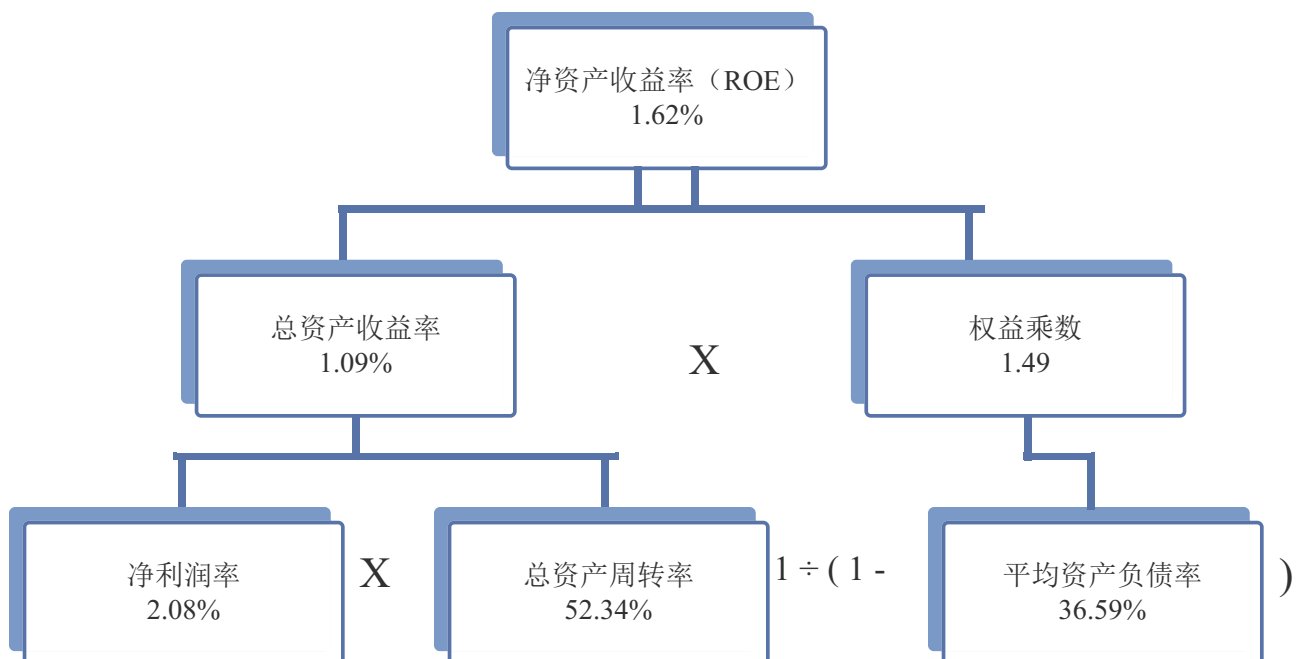 净资产收益率（ROE）
1.62%
总资产收益率
1.09%
X
权益乘数
1.49
净利润率
2.08%
X
总资产周转率
52.34%
1 ÷ ( 1 -
平均资产负债率
36.59%
)